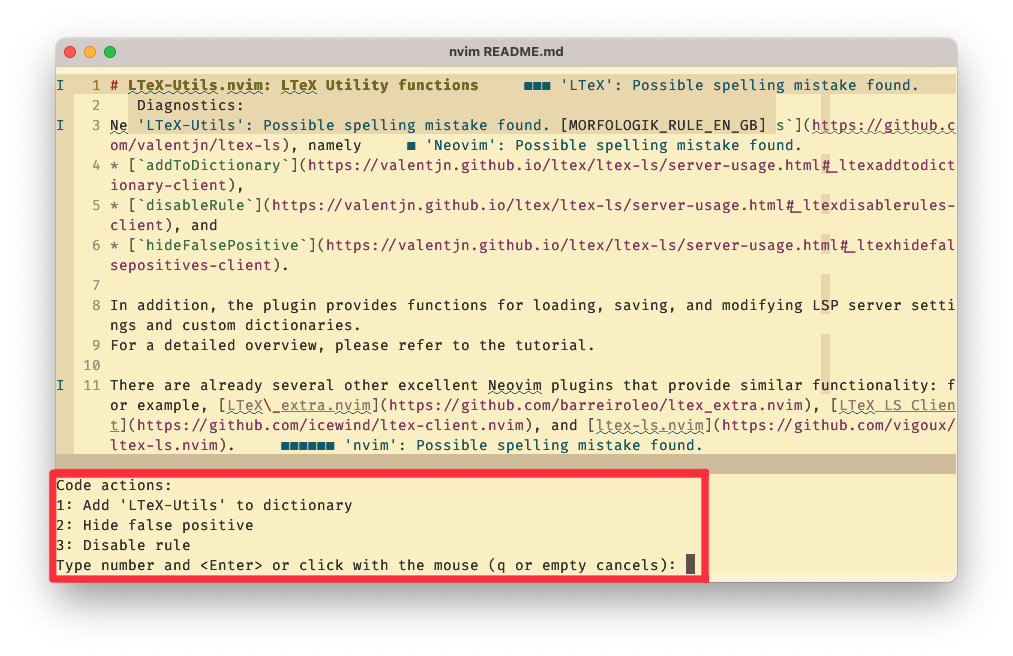 nvim README.md
I 1 # LTeX-Utils.nvim: LTeX Utility functions ■■■ 'LTeX': Possible spelling mistake found.
2 Diagnostics:
I 3 Ne 'LTeX-Utils': Possible spelling mistake found. [MORFOLOGIK_RULE_EN_GB] s`](https://github.c
om/valentjn/ltex-ls), namely ■ 'Neovim': Possible spelling mistake found.
4 * [`addToDictionary`](https://valentjn.github.io/ltex/ltex-ls/server-usage.html#_ltexaddtodict
ionary-client),
5 * [`disableRule`](https://valentjn.github.io/ltex/ltex-ls/server-usage.html#_ltexdisablerules-
client), and
6 * [`hideFalsePositive`](https://valentjn.github.io/ltex/ltex-ls/server-usage.html#_ltexhidefal
sepositives-client).
7
8 In addition, the plugin provides functions for loading, saving, and modifying LSP server setti
ngs and custom dictionaries.
9 For a detailed overview, please refer to the tutorial.
10
I 11 There are already several other excellent Neovim plugins that provide similar functionality: f
or example, [LTeX\_extra.nvim](https://github.com/barreiroleo/ltex_extra.nvim), [LTeX LS Clien
t](https://github.com/icewind/ltex-client.nvim), and [ltex-ls.nvim](https://github.com/vigoux/
ltex-ls.nvim). ■■■■■■ 'nvim': Possible spelling mistake found.
Code actions:
1: Add 'LTeX-Utils' to dictionary
2: Hide false positive
3: Disable rule
Type number and <Enter> or click with the mouse (q or empty cancels):